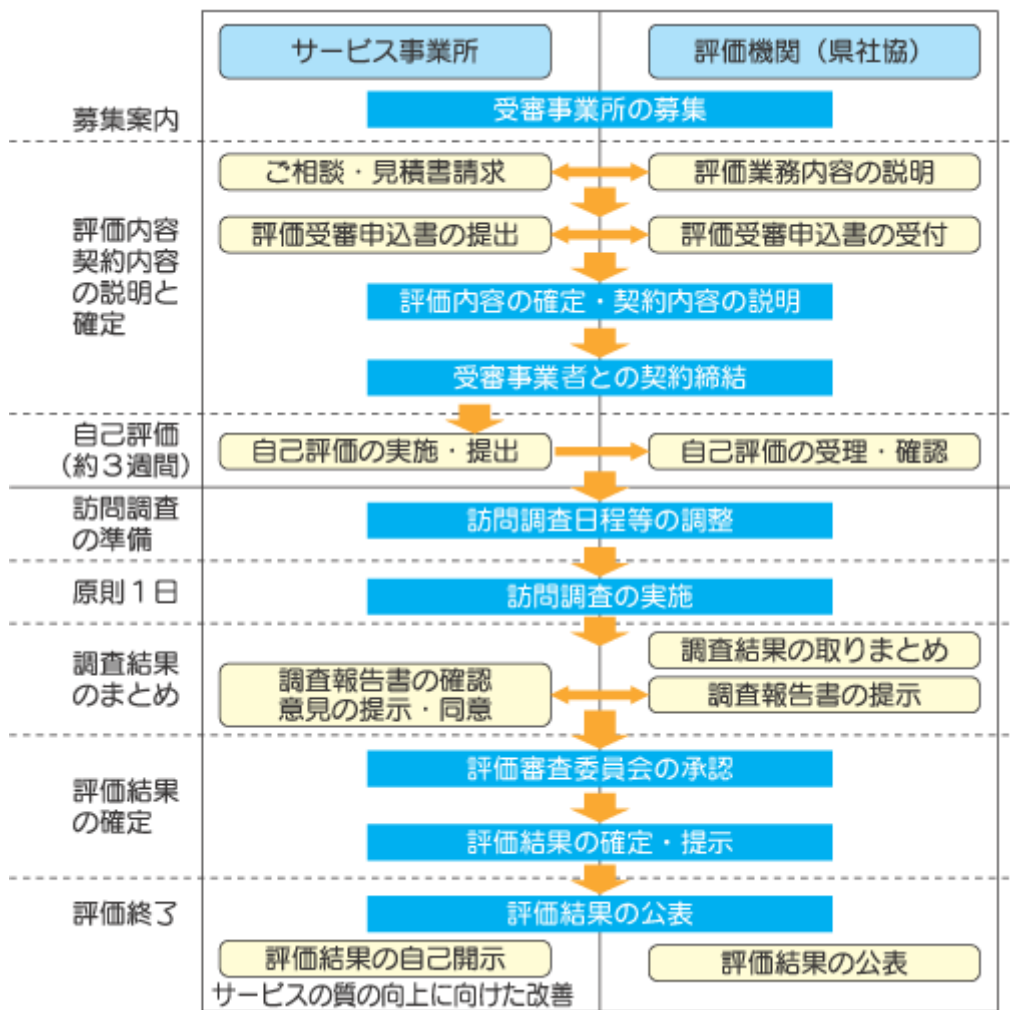 サービス事業所
評価機関（県社協）
募集案内
受審事業所の募集
評価内容
契約内容
の説明と
確定
ご相談・見積書請求
評価業務内容の説明
評価受審申込書の提出
評価受審申込書の受付
評価内容の確定・契約内容の説明
受審事業者との契約締結
自己評価
（約３週間）
自己評価の実施・提出
自己評価の受理・確認
訪問調査
の準備
訪問調査日程等の調整
原則１日
訪問調査の実施
調査結果
のまとめ
調査結果の取りまとめ
調査報告書の確認
意見の提示・同意
調査報告書の提示
評価結果
の確定
評価審査委員会の承認
評価結果の確定・提示
評価終了
評価結果の公表
評価結果の自己開示
評価結果の公表
サービスの質の向上に向けた改善